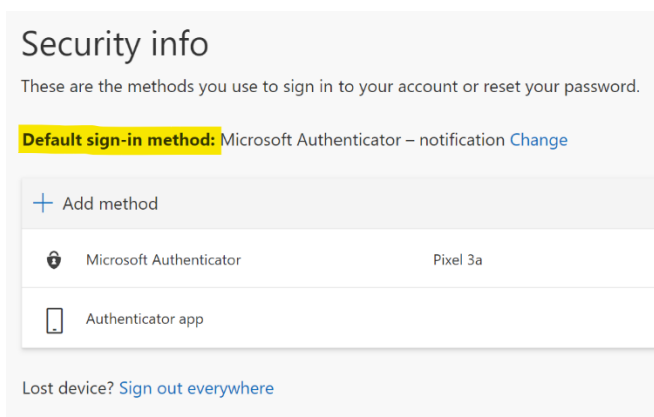 Security info
These are the methods you use to sign in to your account or reset your password.
Default sign-in method: Microsoft Authenticator – notification Change
Add method
Microsoft Authenticator Pixel 3a
Authenticator app
Lost device? Sign out everywhere